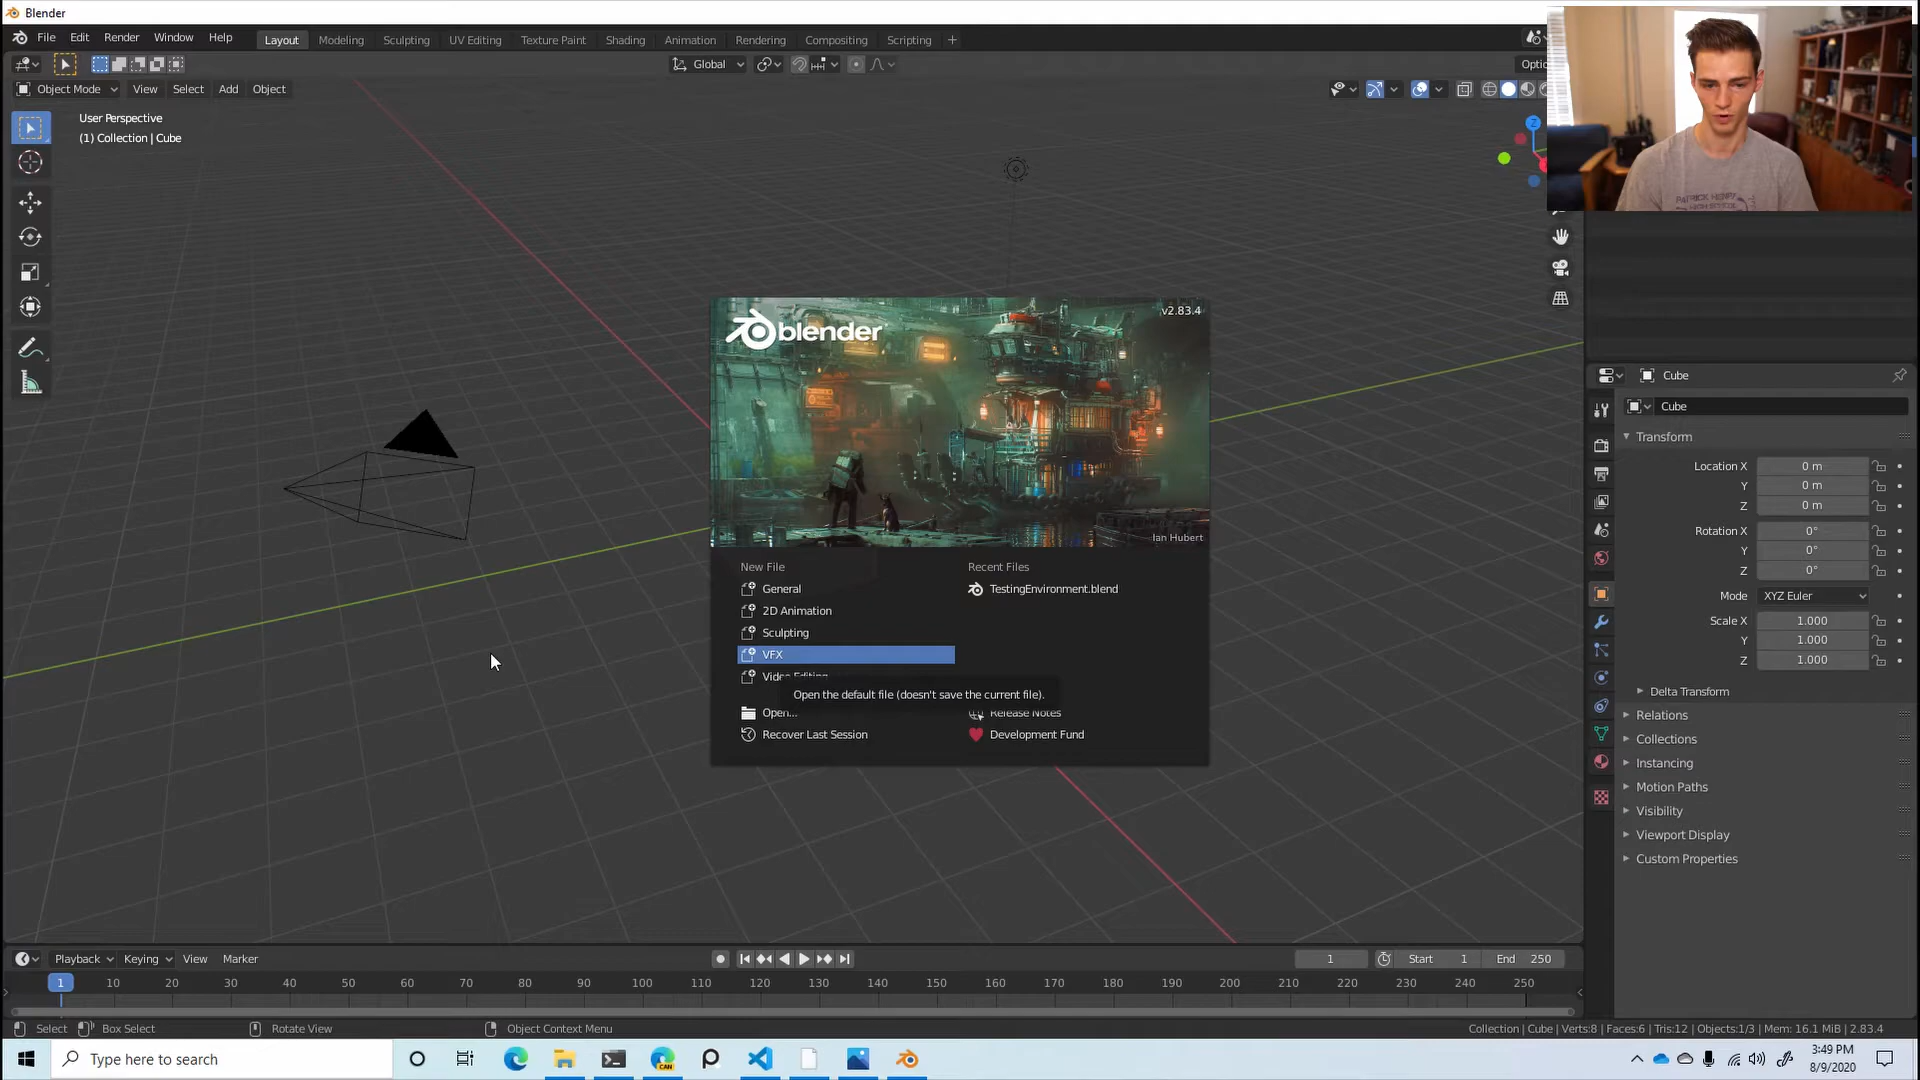 Blender
File Edit Render Window Help
Layout Modeling Sculpting UV Editing Texture Paint Shading Animation Rendering Compositing Scripting +
Global
Optio
Object Mode View Select Add Object
User Perspective
(1) Collection | Cube
Z
PATRICK HENRY
HIGH SCHOOL
blender
v2.83.4
Ian Hubert
New File
General
2D Animation
Sculpting
VFX
Video Editing
Open the default file (doesn't save the current file).
Open...
Recover Last Session
Recent Files
TestingEnvironment.blend
Release Notes
Development Fund
Cube
Cube
Transform
Location X 0 m
Y 0 m
Z 0 m
Rotation X 0°
Y 0°
Z 0°
Mode XYZ Euler
Scale X 1.000
Y 1.000
Z 1.000
Delta Transform
Relations
Collections
Instancing
Motion Paths
Visibility
Viewport Display
Custom Properties
Playback Keying View Marker
1 Start 1 End 250
1 10 20 30 40 50 60 70 80 90 100 110 120 130 140 150 160 170 180 190 200 210 220 230 240 250
Select Box Select Rotate View Object Context Menu
Collection | Cube | Verts:8 | Faces:6 | Tris:12 | Objects:1/3 | Mem: 16.1 MiB | 2.83.4
Type here to search
CAN
3:49 PM
8/9/2020